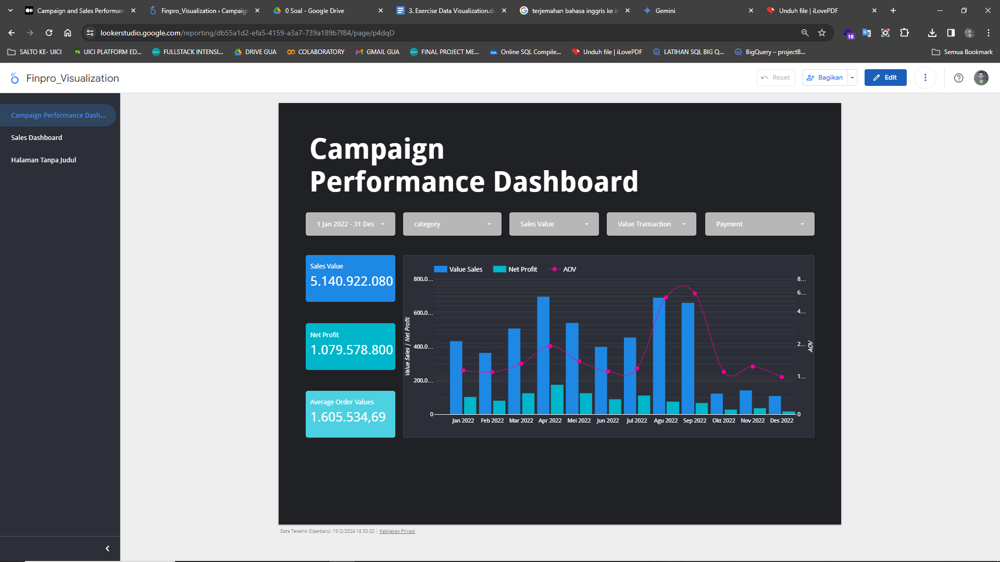 Campaign and Sales Performan
Finpro_Visualization › Campaig
0 Soal - Google Drive
3. Exercise Data Visualization.do
terjemahan bahasa inggris ke in
Gemini
Unduh file | iLovePDF
lookerstudio.google.com/reporting/db55a1d2-efa5-4159-a3a7-739a189b7f84/page/p4dqD
18
SALTO KE- UICI
UICI PLATFORM ED...
FULLSTACK INTENSI...
DRIVE GUA
COLABORATORY
GMAIL GUA
FINAL PROJECT ME...
Online SQL Compile...
Unduh file | iLovePDF
LATIHAN SQL BIG Q...
BigQuery – projectB...
Semua Bookmark
Finpro_Visualization
Reset
Bagikan
Edit
Campaign Performance Dash...
Sales Dashboard
Halaman Tanpa Judul
Campaign
Performance Dashboard
1 Jan 2022 - 31 Des
category
Sales Value
Value Transaction
Payment
Sales Value
5.140.922.080
Net Profit
1.079.578.800
Average Order Values
1.605.534,69
Value Sales
Net Profit
AOV
800.0...
600.0...
400.0...
200.0...
0
Value Sales | Net Profit
8...
6...
4...
2...
1...
0
AOV
Jan 2022
Feb 2022
Mar 2022
Apr 2022
Mei 2022
Jun 2022
Jul 2022
Agu 2022
Sep 2022
Okt 2022
Nov 2022
Des 2022
Data Terakhir Diperbarui: 19/2/2024 18.53.02
Kebijakan Privasi